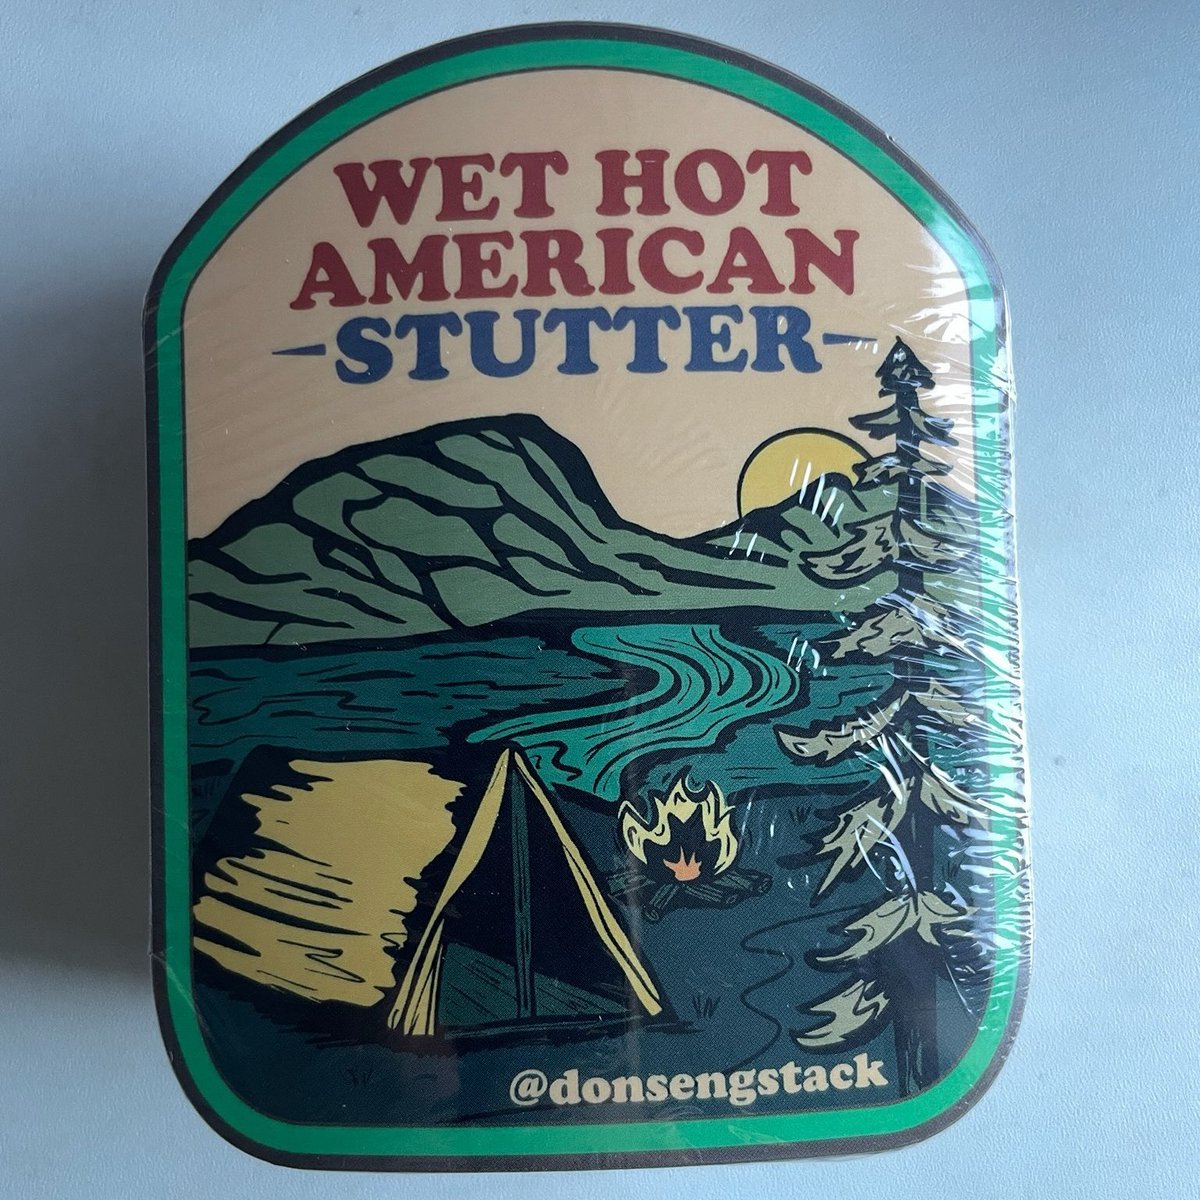 WET HOT
AMERICAN
-STUTTER-
@donsengstack